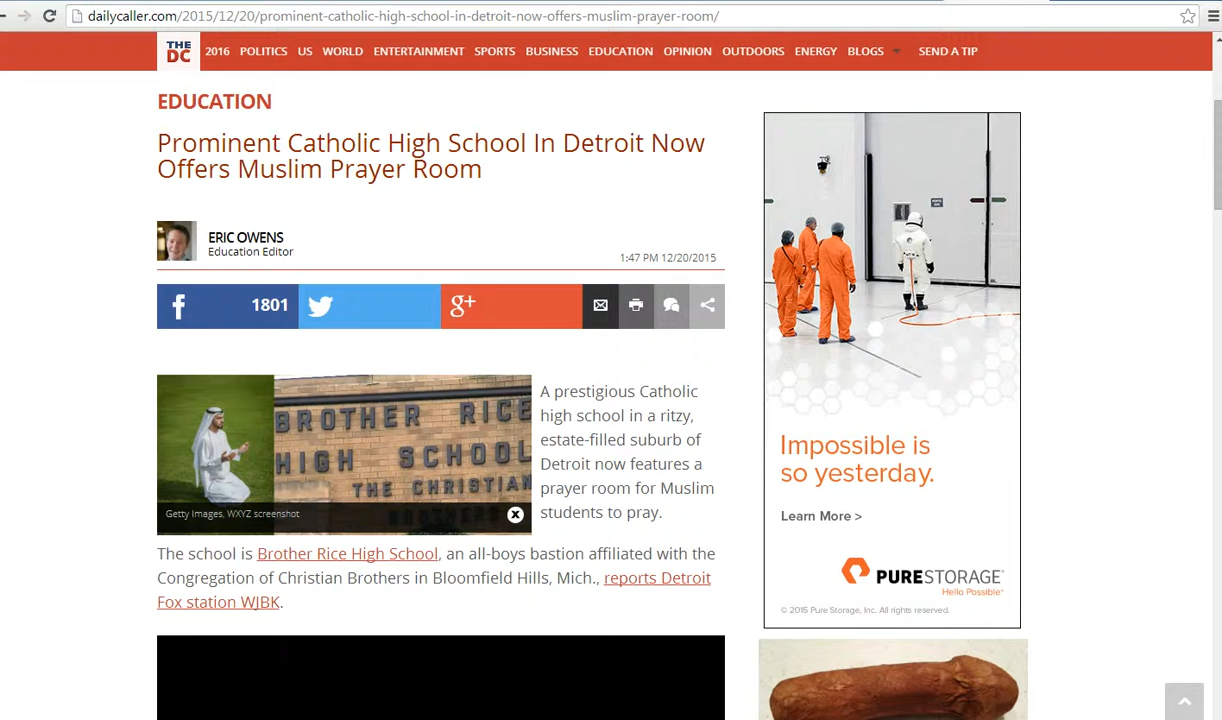 dailycaller.com/2015/12/20/prominent-catholic-high-school-in-detroit-now-offers-muslim-prayer-room/
THE DC
2016 POLITICS US WORLD ENTERTAINMENT SPORTS BUSINESS EDUCATION OPINION OUTDOORS ENERGY BLOGS SEND A TIP
EDUCATION
Prominent Catholic High School In Detroit Now
Offers Muslim Prayer Room
ERIC OWENS
Education Editor
1:47 PM 12/20/2015
f 1801
g+
BROTHER RICE
HIGH SCHOOL
THE CHRISTIAN
BROTHERS
Getty Images, WXYZ screenshot
A prestigious Catholic
high school in a ritzy,
estate-filled suburb of
Detroit now features a
prayer room for Muslim
students to pray.
The school is Brother Rice High School, an all-boys bastion affiliated with the
Congregation of Christian Brothers in Bloomfield Hills, Mich., reports Detroit
Fox station WJBK.
Impossible is
so yesterday.
Learn More >
PURESTORAGE
Hello Possible
© 2015 Pure Storage, Inc. All rights reserved.